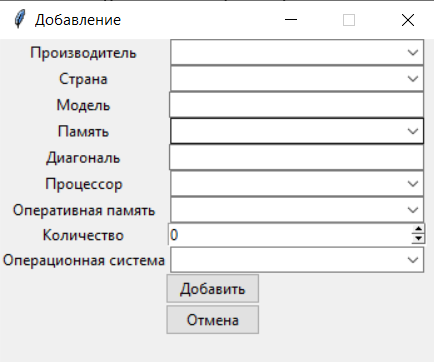 Добавление
Производитель
Страна
Модель
Память
Диагональ
Процессор
Оперативная память
Количество 0
Операционная система
Добавить
Отмена